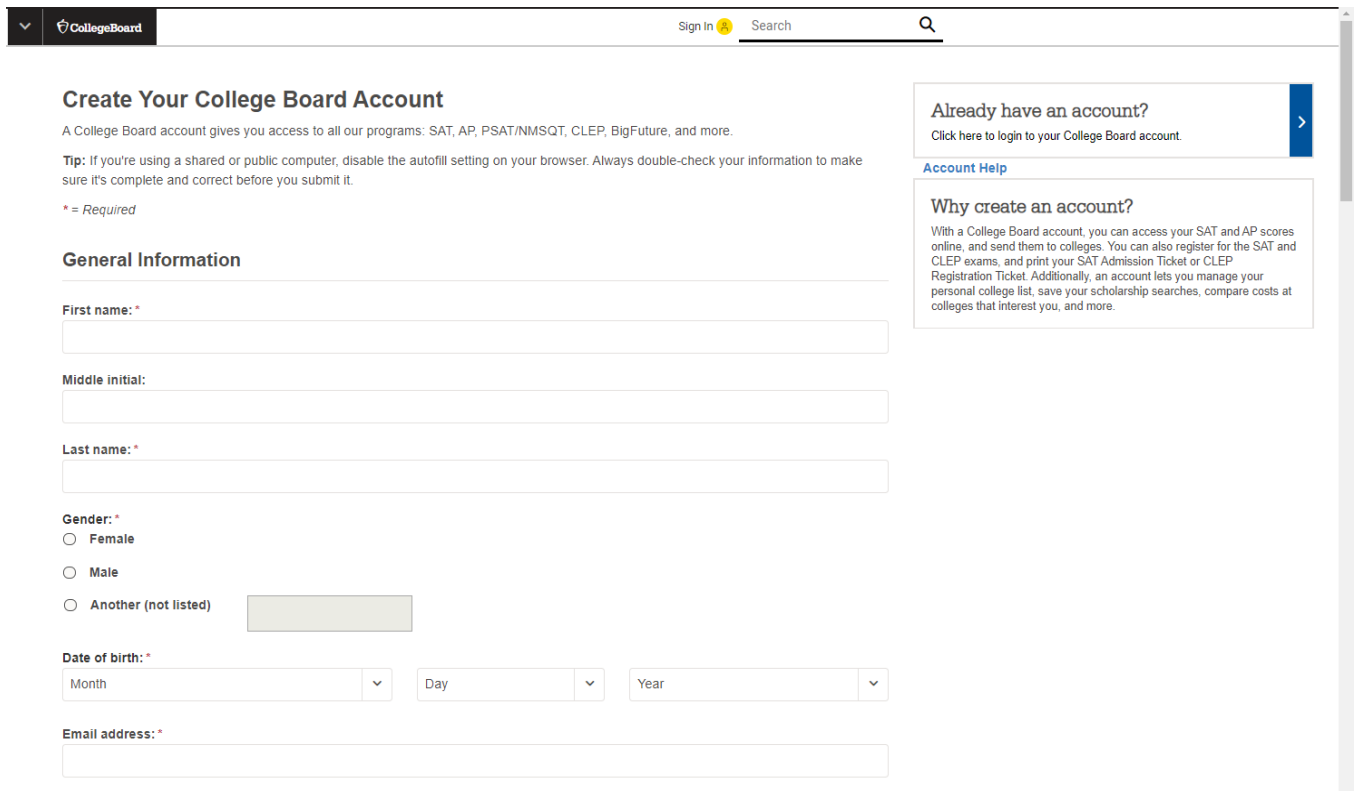 CollegeBoard
Sign In
Search
Create Your College Board Account
A College Board account gives you access to all our programs: SAT, AP, PSAT/NMSQT, CLEP, BigFuture, and more.
Tip: If you're using a shared or public computer, disable the autofill setting on your browser. Always double-check your information to make
sure it's complete and correct before you submit it.
* = Required
General Information
First name: *
Middle initial:
Last name: *
Gender: *
Female
Male
Another (not listed)
Date of birth: *
Month
Day
Year
Email address: *
Already have an account?
Click here to login to your College Board account.
Account Help
Why create an account?
With a College Board account, you can access your SAT and AP scores
online, and send them to colleges. You can also register for the SAT and
CLEP exams, and print your SAT Admission Ticket or CLEP
Registration Ticket. Additionally, an account lets you manage your
personal college list, save your scholarship searches, compare costs at
colleges that interest you, and more.